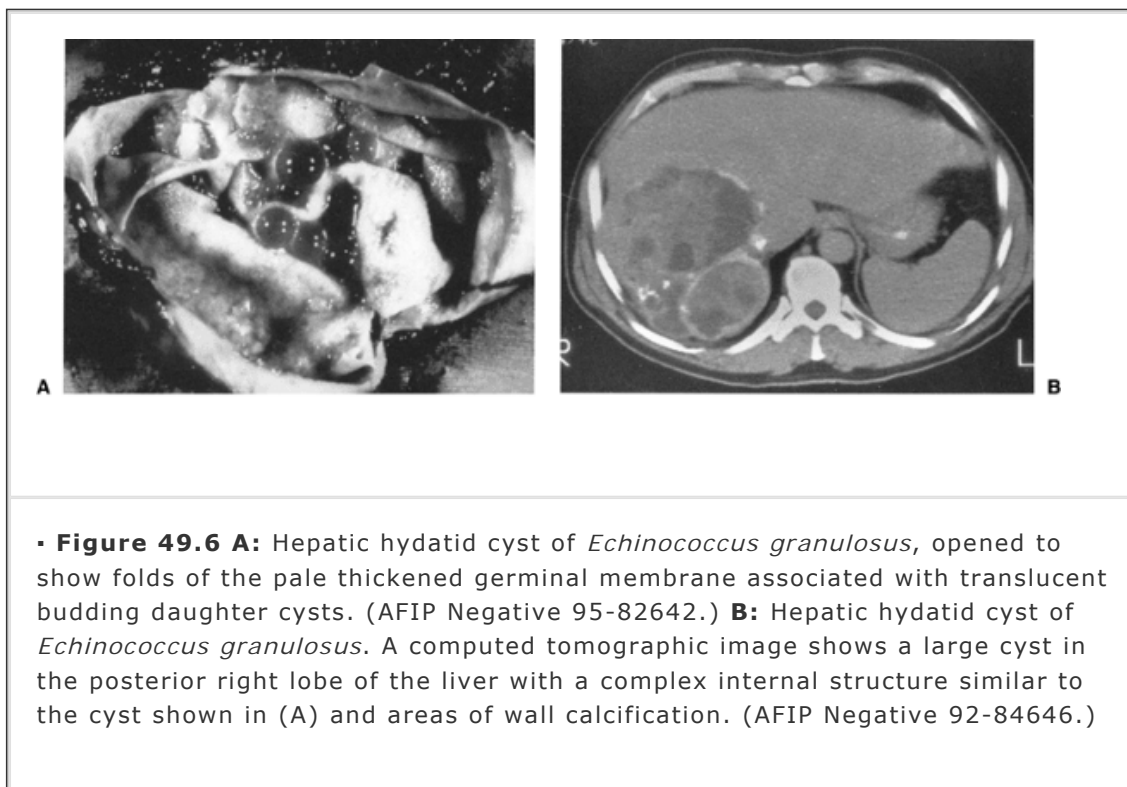 A
R
L
B
▪ Figure 49.6 A: Hepatic hydatid cyst of Echinococcus granulosus, opened to
show folds of the pale thickened germinal membrane associated with translucent
budding daughter cysts. (AFIP Negative 95-82642.) B: Hepatic hydatid cyst of
Echinococcus granulosus. A computed tomographic image shows a large cyst in
the posterior right lobe of the liver with a complex internal structure similar to
the cyst shown in (A) and areas of wall calcification. (AFIP Negative 92-84646.)